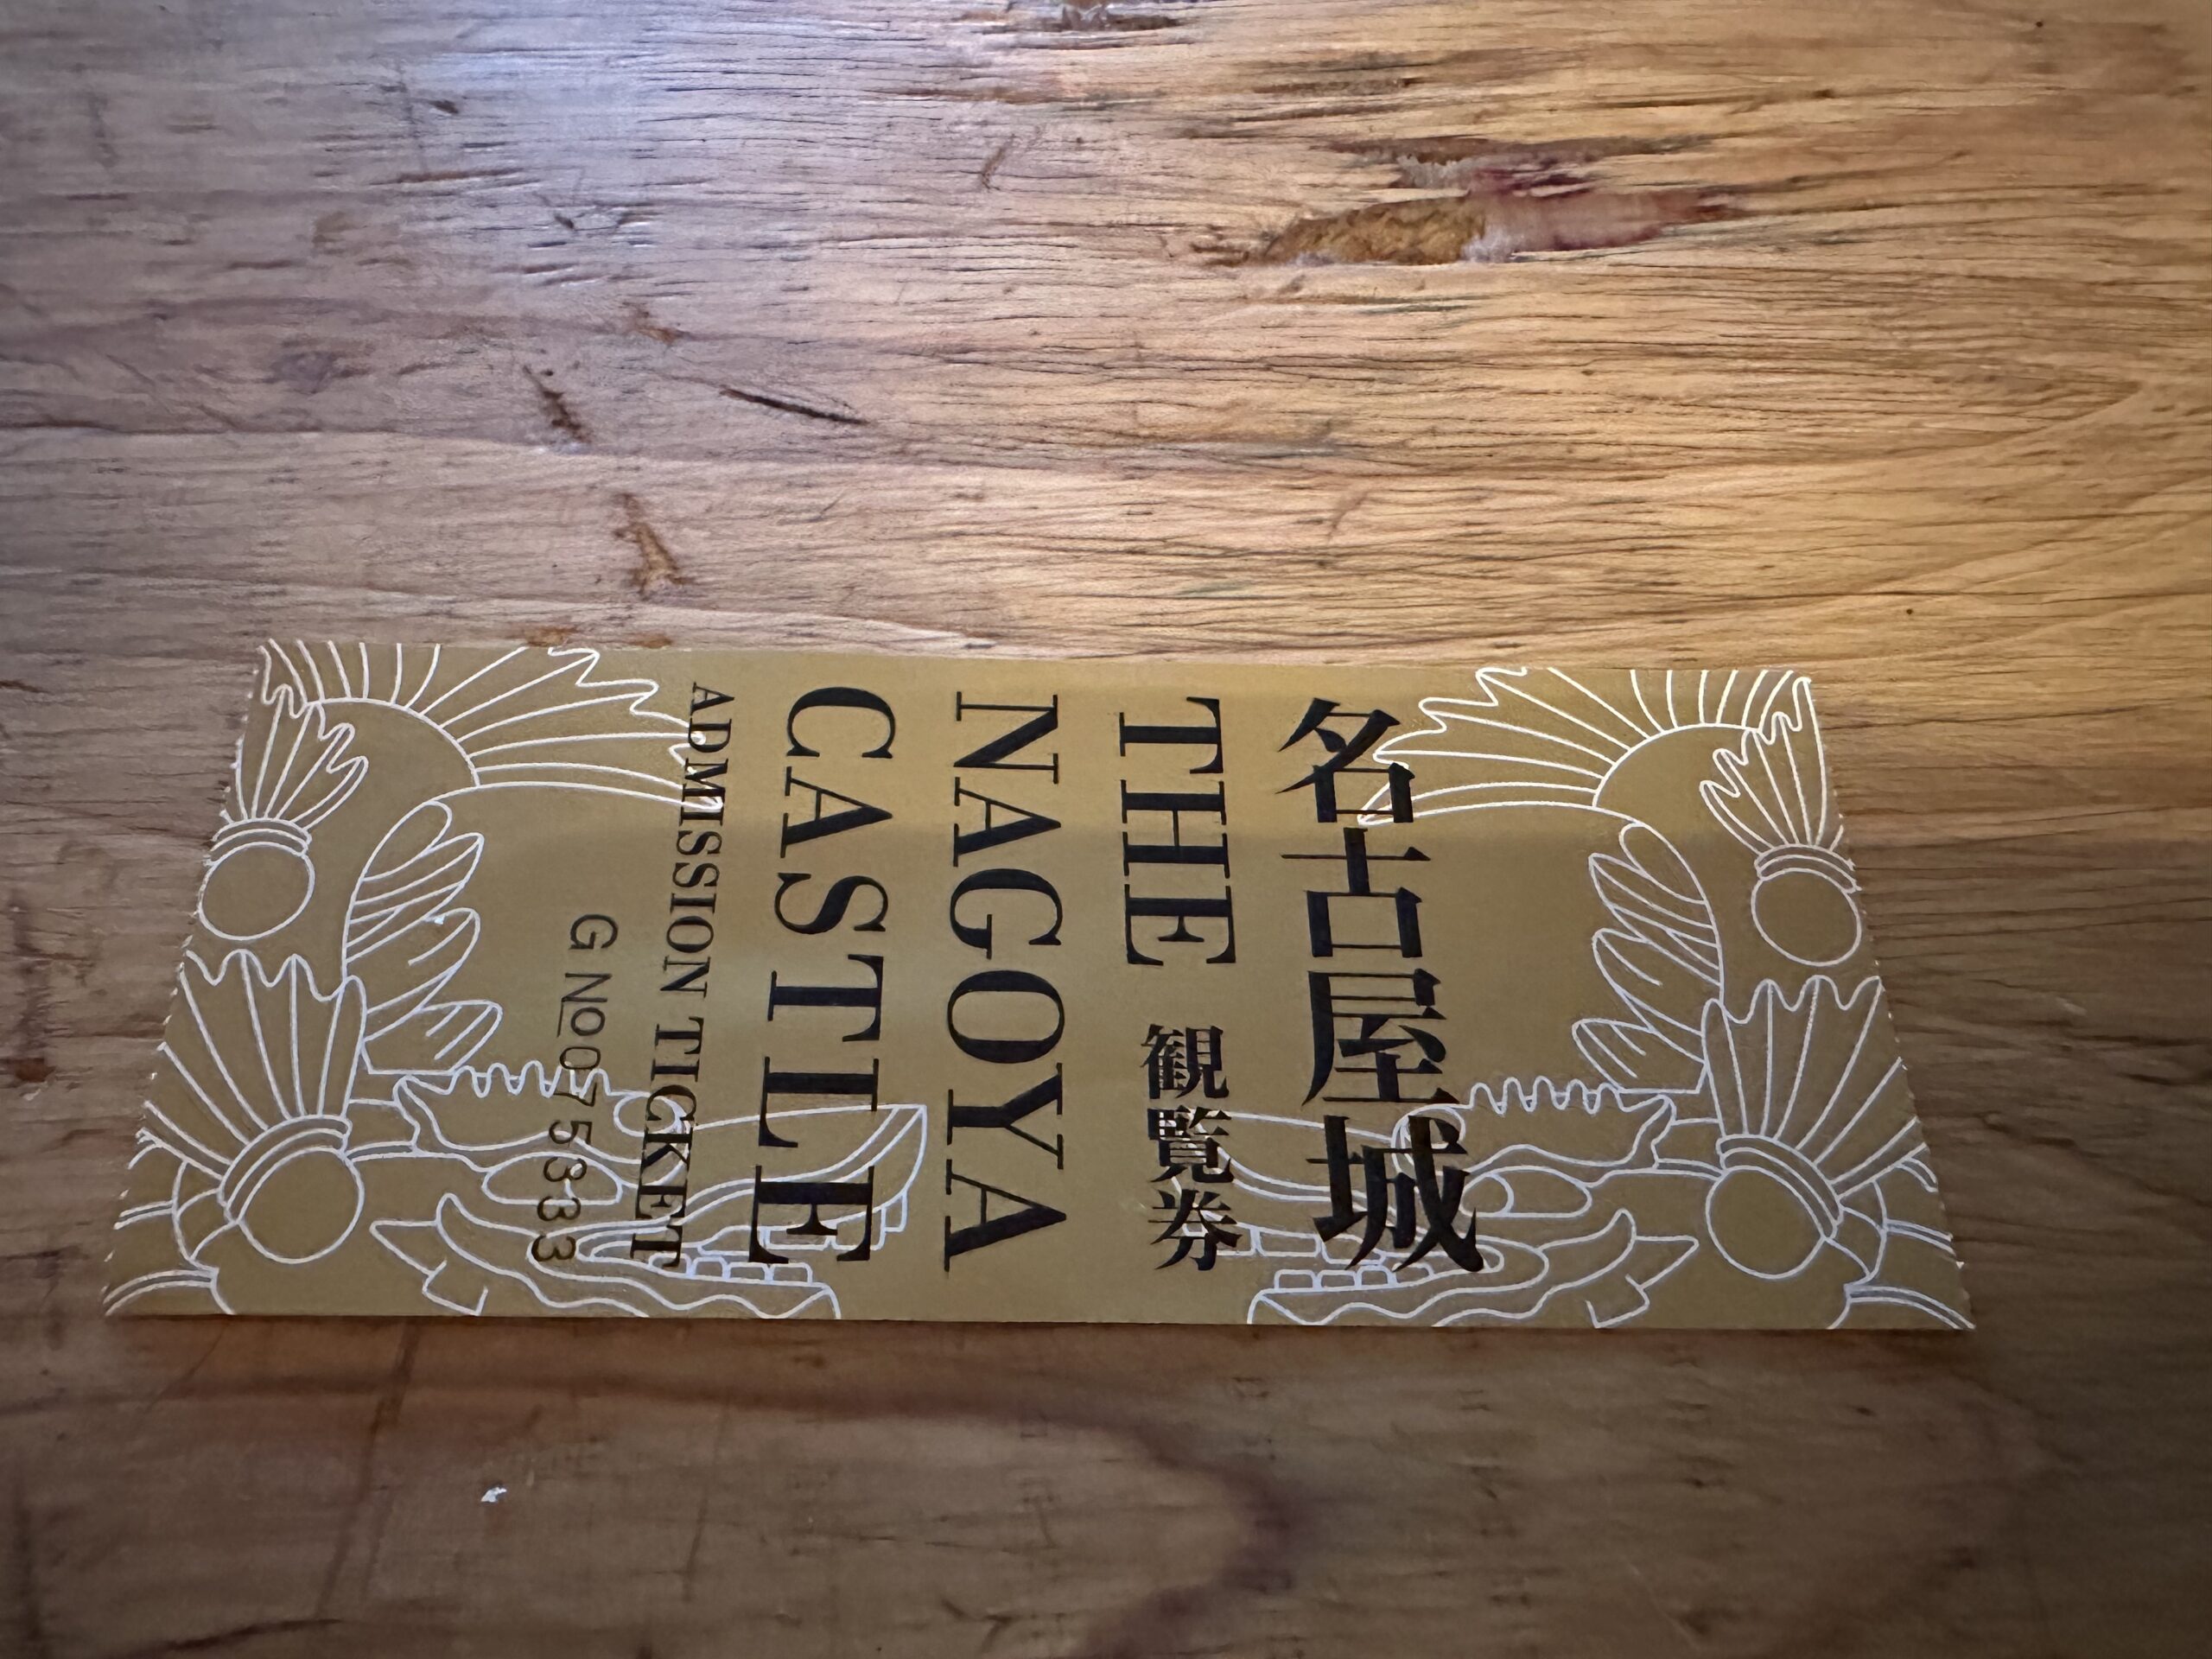 名古屋城
THE 観覧券
NAGOYA
CASTLE
ADMISSION TICKET
G No075333